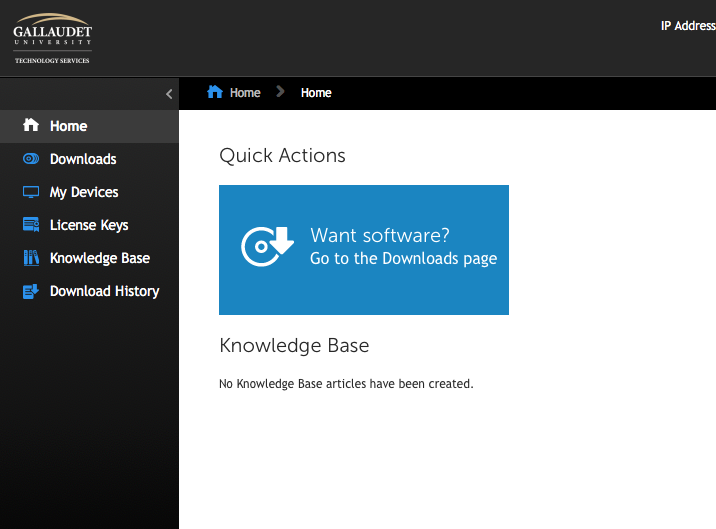 GALLAUDET
UNIVERSITY
TECHNOLOGY SERVICES
IP Address
Home
Home
Home
Downloads
My Devices
License Keys
Knowledge Base
Download History
Quick Actions
Want software?
Go to the Downloads page
Knowledge Base
No Knowledge Base articles have been created.